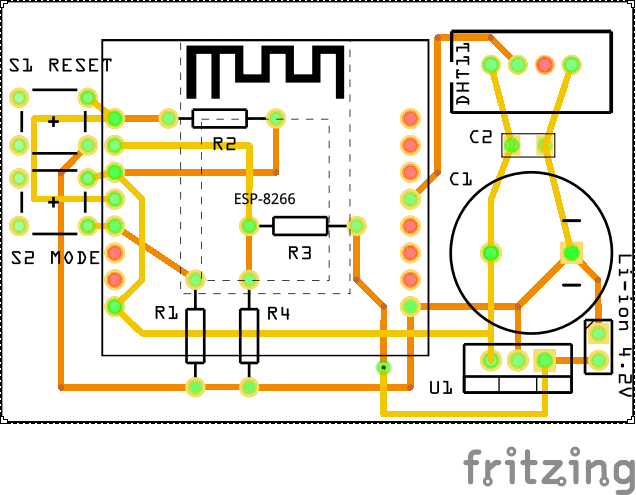 S1 RESET
DHT11
R2
C2
C1
ESP-8266
R3
S2 MODE
Li-ion 4.2V
R1
R4
U1
fritzing